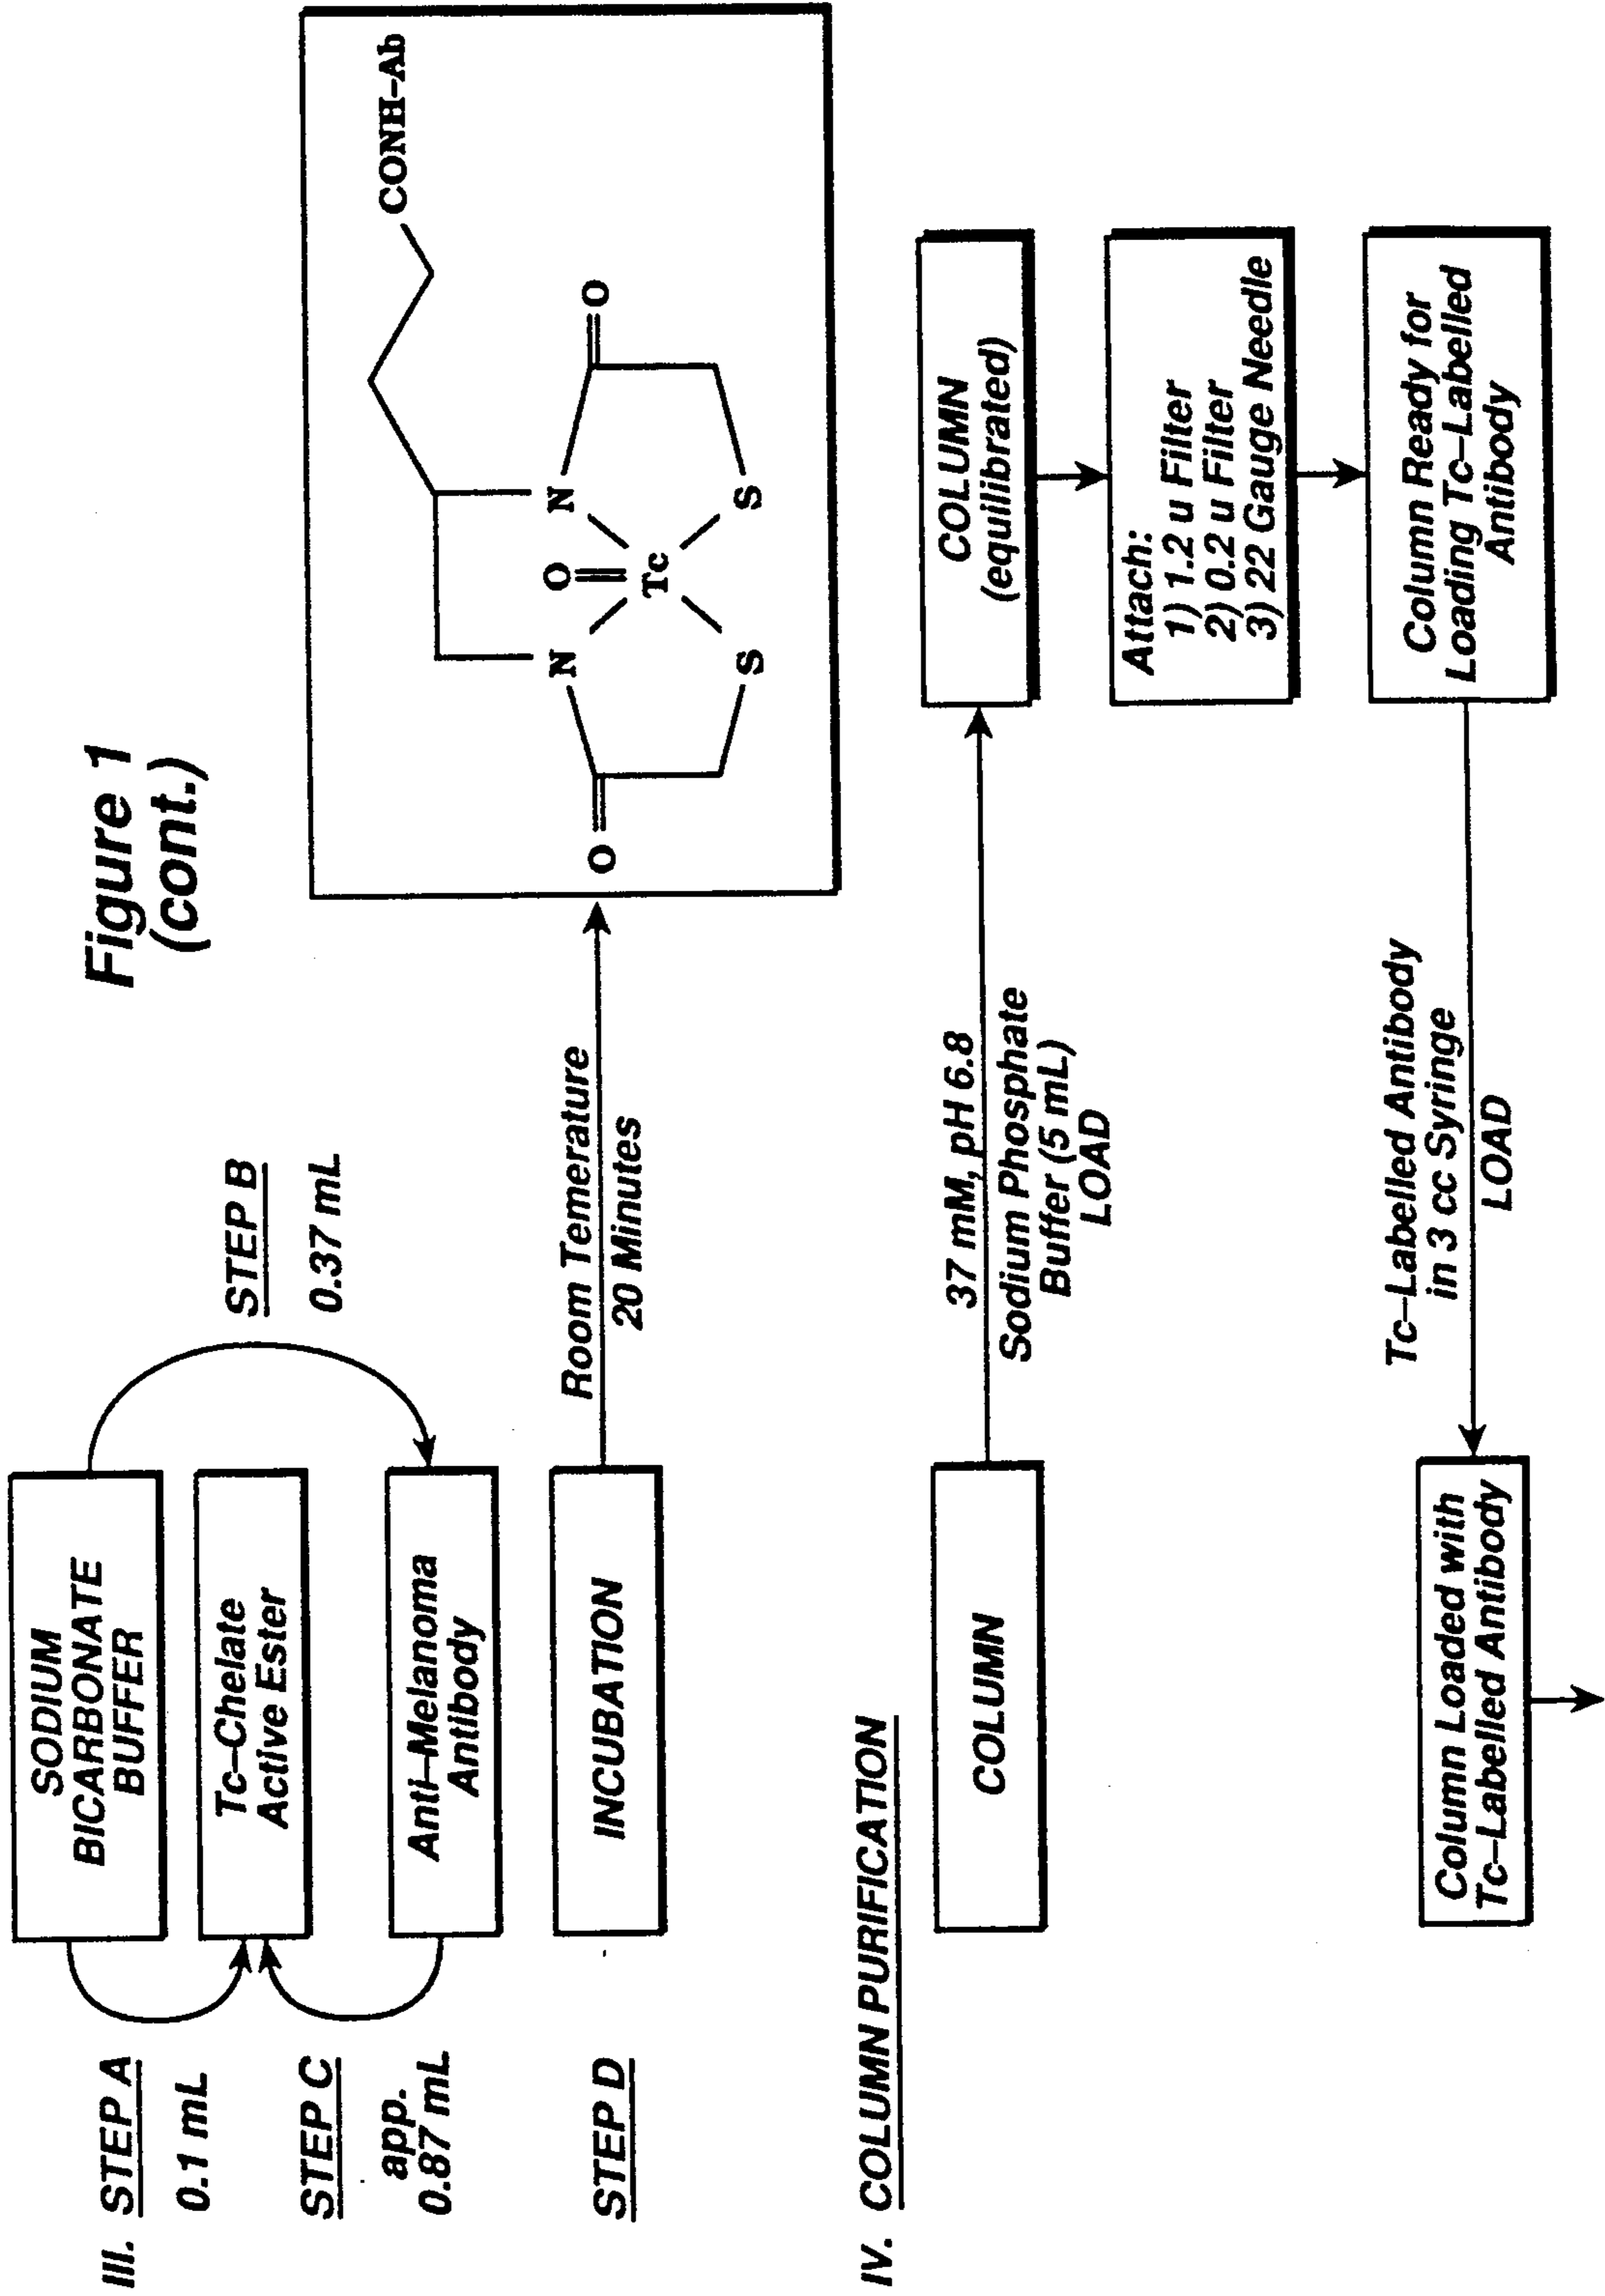 Figure 1
(cont.)
III. STEP A
0.1 mL
SODIUM
BICARBONATE
BUFFER
STEP B
0.37 mL
Tc–Chelate
Active Ester
STEP C
app.
0.87 mL
Anti–Melanoma
Antibody
STEP D
INCUBATION
Room Temerature
20 Minutes
CONH–Ab
O
O
O
N
N
Tc
S
S
IV. COLUMN PURIFICATION
COLUMN
37 mM, pH 6.8
Sodium Phosphate
Buffer (5 mL)
LOAD
COLUMN
(equilibrated)
Attach:
1) 1.2 u Filter
2) 0.2 u Filter
3) 22 Gauge Needle
Column Ready for
Loading Tc–Labelled
Antibody
Tc–Labelled Antibody
in 3 cc Syringe
LOAD
Column Loaded with
Tc–Labelled Antibody